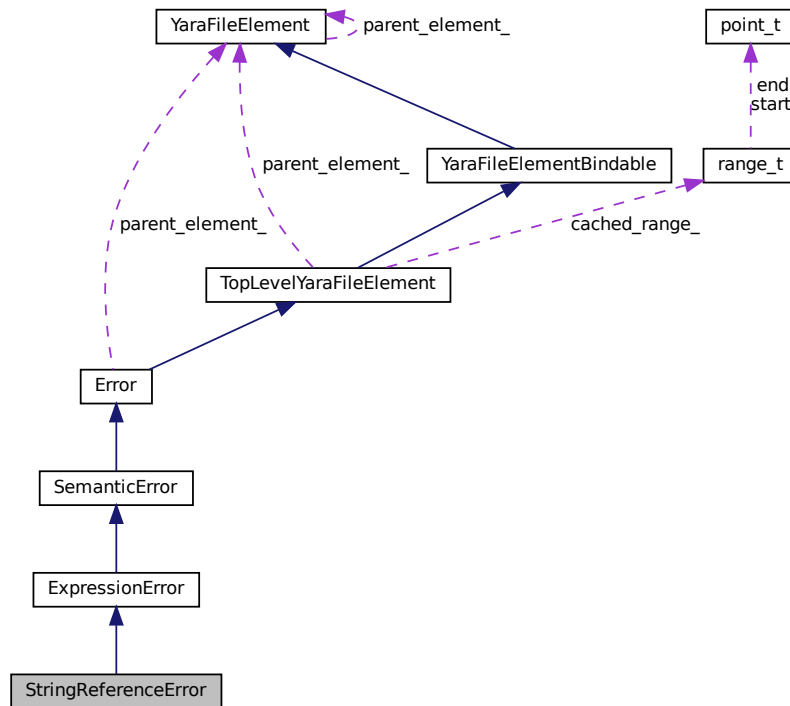 YaraFileElement
parent_element_
point_t
end
start
parent_element_
YaraFileElementBindable
range_t
parent_element_
cached_range_
TopLevelYaraFileElement
Error
SemanticError
ExpressionError
StringReferenceError